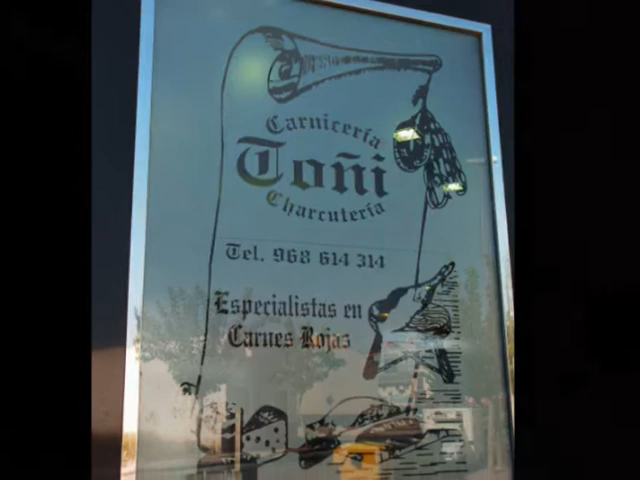 Carnicería
Toñi
Charcutería
Tel. 968 614 314
Especialistas en
Carnes Rojas